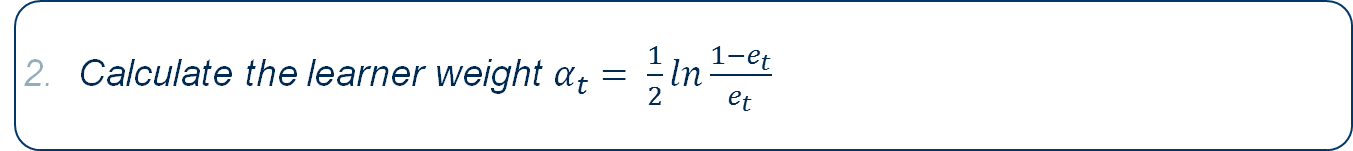 2. Calculate the learner weight αₜ = 1/2 ln (1−eₜ)/eₜ